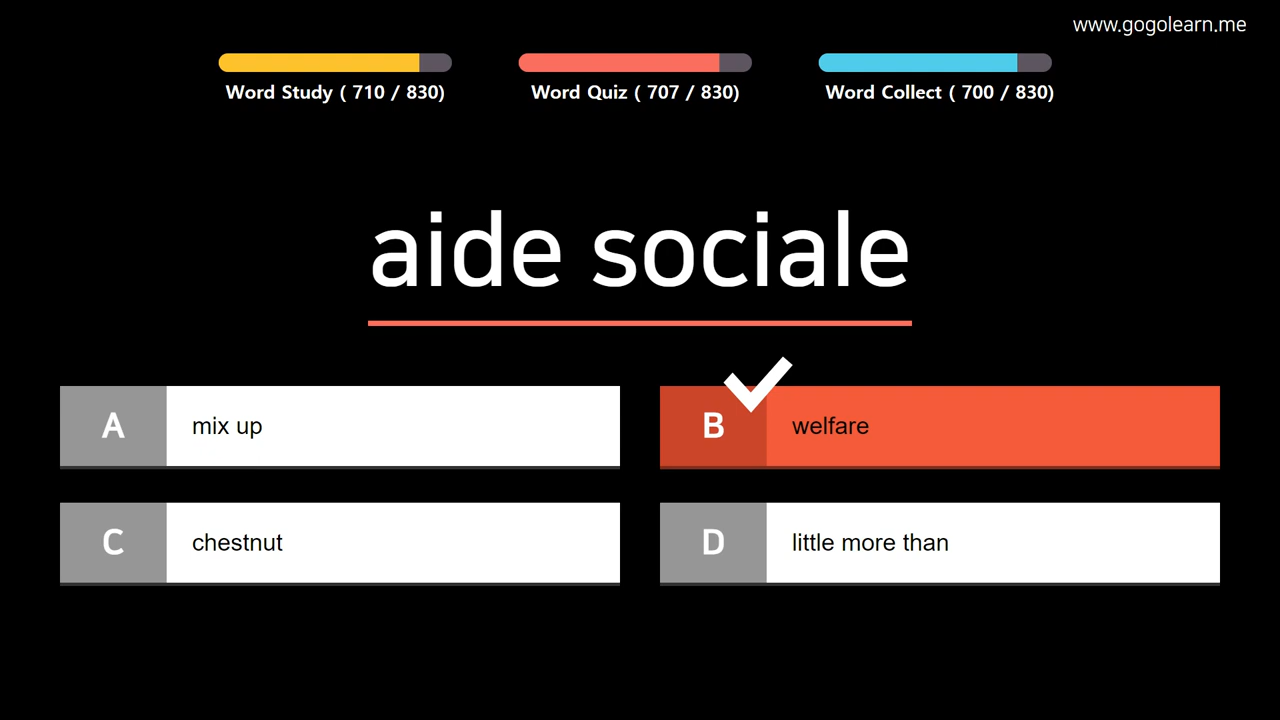 www.gogolearn.me
Word Study ( 710 / 830)
Word Quiz ( 707 / 830)
Word Collect ( 700 / 830)
aide sociale
A mix up
B welfare
C chestnut
D little more than